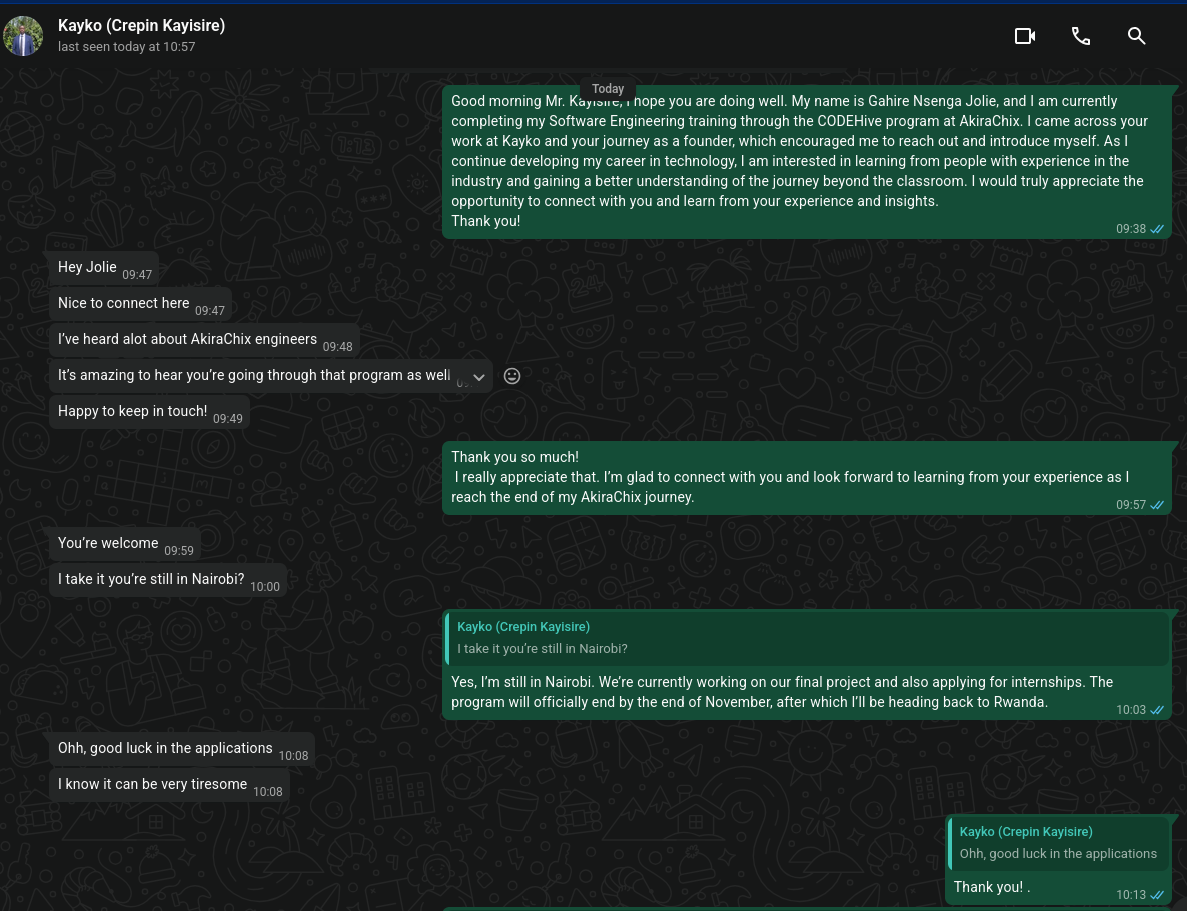 Kayko (Crepin Kayisire)
last seen today at 10:57
Today
Good morning Mr. Kayisire, I hope you are doing well. My name is Gahire Nsenga Jolie, and I am currently
completing my Software Engineering training through the CODEHive program at AkiraChix. I came across your
work at Kayko and your journey as a founder, which encouraged me to reach out and introduce myself. As I
continue developing my career in technology, I am interested in learning from people with experience in the
industry and gaining a better understanding of the journey beyond the classroom. I would truly appreciate the
opportunity to connect with you and learn from your experience and insights.
Thank you!
09:38
Hey Jolie 09:47
Nice to connect here 09:47
I’ve heard alot about AkiraChix engineers 09:48
It’s amazing to hear you’re going through that program as well
Happy to keep in touch! 09:49
Thank you so much!
I really appreciate that. I’m glad to connect with you and look forward to learning from your experience as I
reach the end of my AkiraChix journey.
09:57
You’re welcome 09:59
I take it you’re still in Nairobi? 10:00
Kayko (Crepin Kayisire)
I take it you’re still in Nairobi?
Yes, I’m still in Nairobi. We’re currently working on our final project and also applying for internships. The
program will officially end by the end of November, after which I’ll be heading back to Rwanda.
10:03
Ohh, good luck in the applications 10:08
I know it can be very tiresome 10:08
Kayko (Crepin Kayisire)
Ohh, good luck in the applications
Thank you! .
10:13